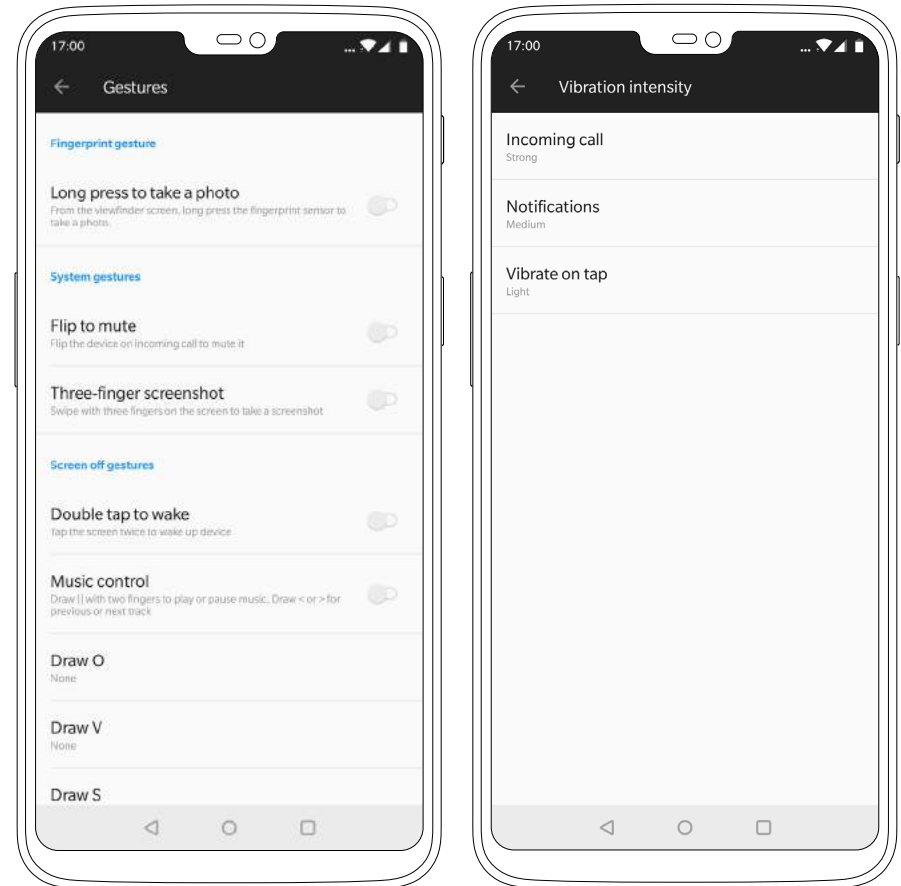 17:00
...
Gestures
Fingerprint gesture
Long press to take a photo
From the viewfinder screen, long press the fingerprint sensor to
take a photo.
System gestures
Flip to mute
Flip the device on incoming call to mute it
Three-finger screenshot
Swipe with three fingers on the screen to take a screenshot
Screen off gestures
Double tap to wake
Tap the screen twice to wake up device
Music control
Draw || with two fingers to play or pause music, Draw < or > for
previous or next track
Draw O
None
Draw V
None
Draw S
17:00
...
Vibration intensity
Incoming call
Strong
Notifications
Medium
Vibrate on tap
Light